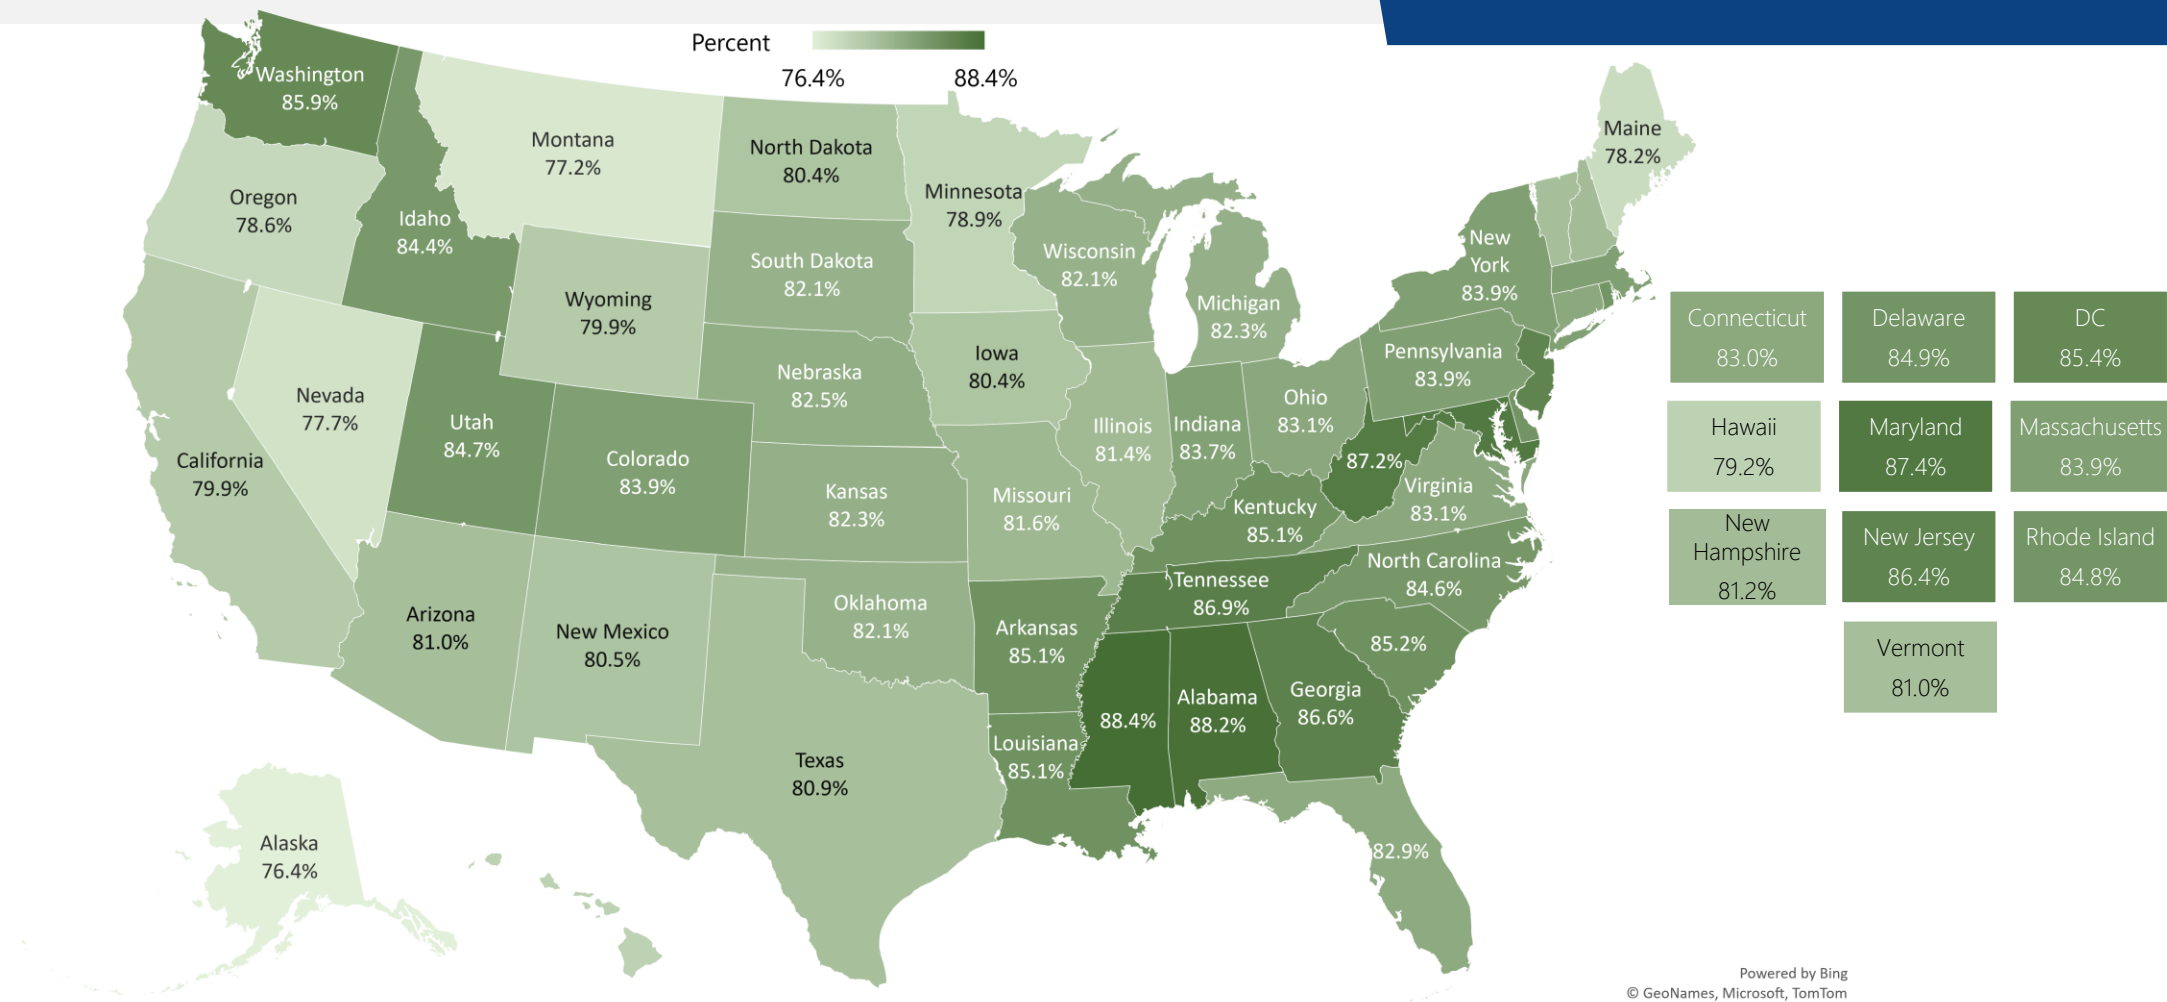 Percent
76.4% 88.4%
Washington
85.9%
Montana
77.2%
North Dakota
80.4%
Minnesota
78.9%
Maine
78.2%
Oregon
78.6%
Idaho
84.4%
South Dakota
82.1%
Wisconsin
82.1%
New
York
83.9%
Wyoming
79.9%
Michigan
82.3%
Iowa
80.4%
Nebraska
82.5%
Pennsylvania
83.9%
Nevada
77.7%
Utah
84.7%
Ohio
83.1%
Illinois
81.4%
Indiana
83.7%
California
79.9%
Colorado
83.9%
87.2%
Virginia
83.1%
Kansas
82.3%
Missouri
81.6%
Kentucky
85.1%
North Carolina
84.6%
Tennessee
86.9%
Arizona
81.0%
New Mexico
80.5%
Oklahoma
82.1%
Arkansas
85.1%
85.2%
88.4%
Alabama
88.2%
Georgia
86.6%
Louisiana
85.1%
Texas
80.9%
Alaska
76.4%
82.9%
Connecticut
83.0%
Delaware
84.9%
DC
85.4%
Hawaii
79.2%
Maryland
87.4%
Massachusetts
83.9%
New
Hampshire
81.2%
New Jersey
86.4%
Rhode Island
84.8%
Vermont
81.0%
Powered by Bing
© GeoNames, Microsoft, TomTom